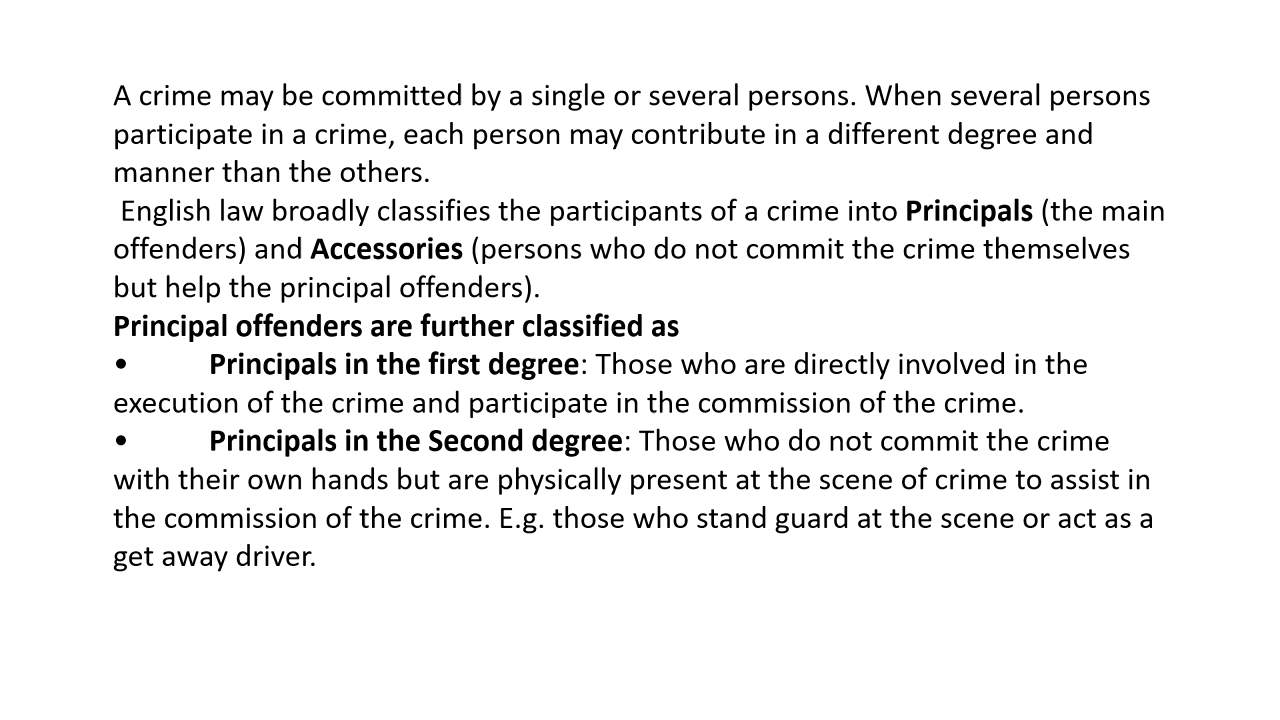 A crime may be committed by a single or several persons. When several persons
participate in a crime, each person may contribute in a different degree and
manner than the others.
English law broadly classifies the participants of a crime into Principals (the main
offenders) and Accessories (persons who do not commit the crime themselves
but help the principal offenders).
Principal offenders are further classified as
• Principals in the first degree: Those who are directly involved in the
execution of the crime and participate in the commission of the crime.
• Principals in the Second degree: Those who do not commit the crime
with their own hands but are physically present at the scene of crime to assist in
the commission of the crime. E.g. those who stand guard at the scene or act as a
get away driver.